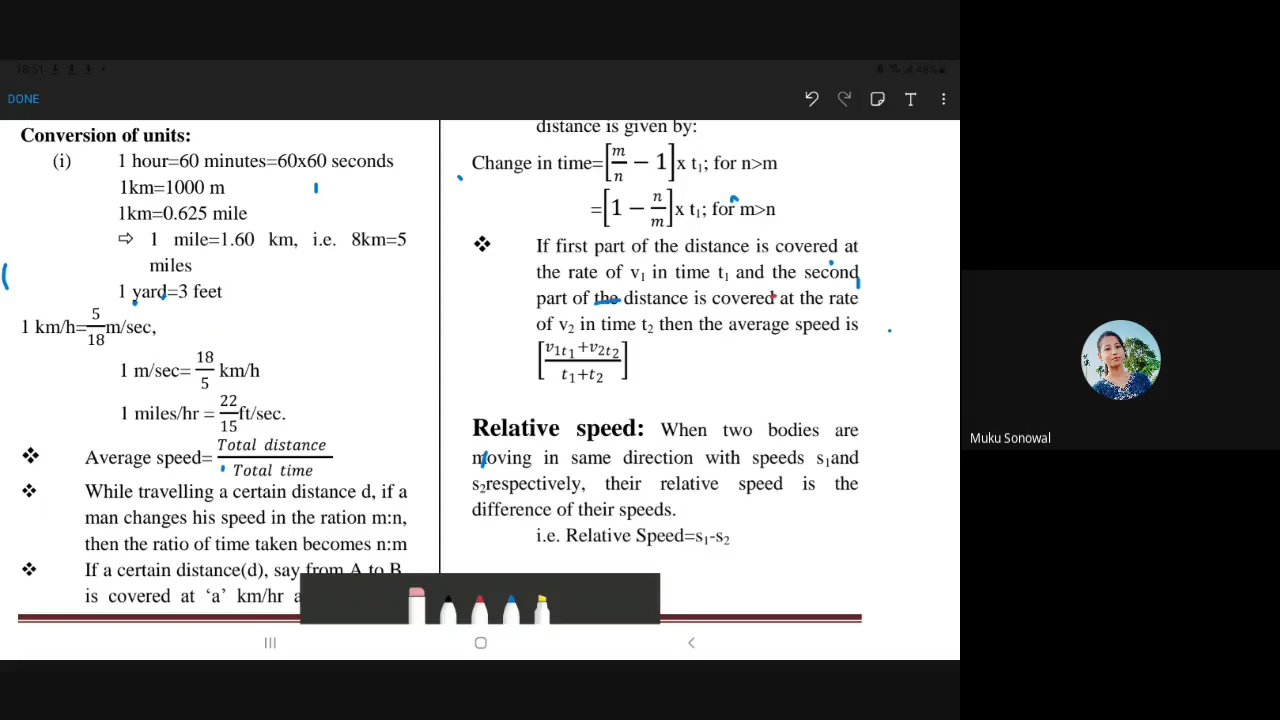 18:51
48%
DONE
Conversion of units:
(i) 1 hour=60 minutes=60x60 seconds
1km=1000 m
1km=0.625 mile
⇨ 1 mile=1.60 km, i.e. 8km=5
miles
1 yard=3 feet
1 km/h=5/18 m/sec,
1 m/sec= 18/5 km/h
1 miles/hr = 22/15 ft/sec.
❖ Average speed= Total distance / Total time
❖ While travelling a certain distance d, if a
man changes his speed in the ration m:n,
then the ratio of time taken becomes n:m
❖ If a certain distance(d), say from A to B,
is covered at ‘a’ km/hr
distance is given by:
Change in time=[m/n − 1]x t₁; for n>m
=[1 − n/m]x t₁; for m>n
❖ If first part of the distance is covered at
the rate of v₁ in time t₁ and the second
part of the distance is covered at the rate
of v₂ in time t₂ then the average speed is
[v₁t₁+v₂t₂ / t₁+t₂]
Relative speed: When two bodies are
moving in same direction with speeds s₁and
s₂respectively, their relative speed is the
difference of their speeds.
i.e. Relative Speed=s₁-s₂
Muku Sonowal